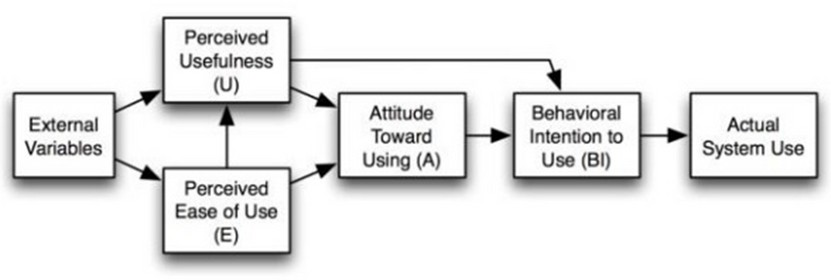 External
Variables
Perceived
Usefulness
(U)
Perceived
Ease of Use
(E)
Attitude
Toward
Using (A)
Behavioral
Intention to
Use (BI)
Actual
System Use